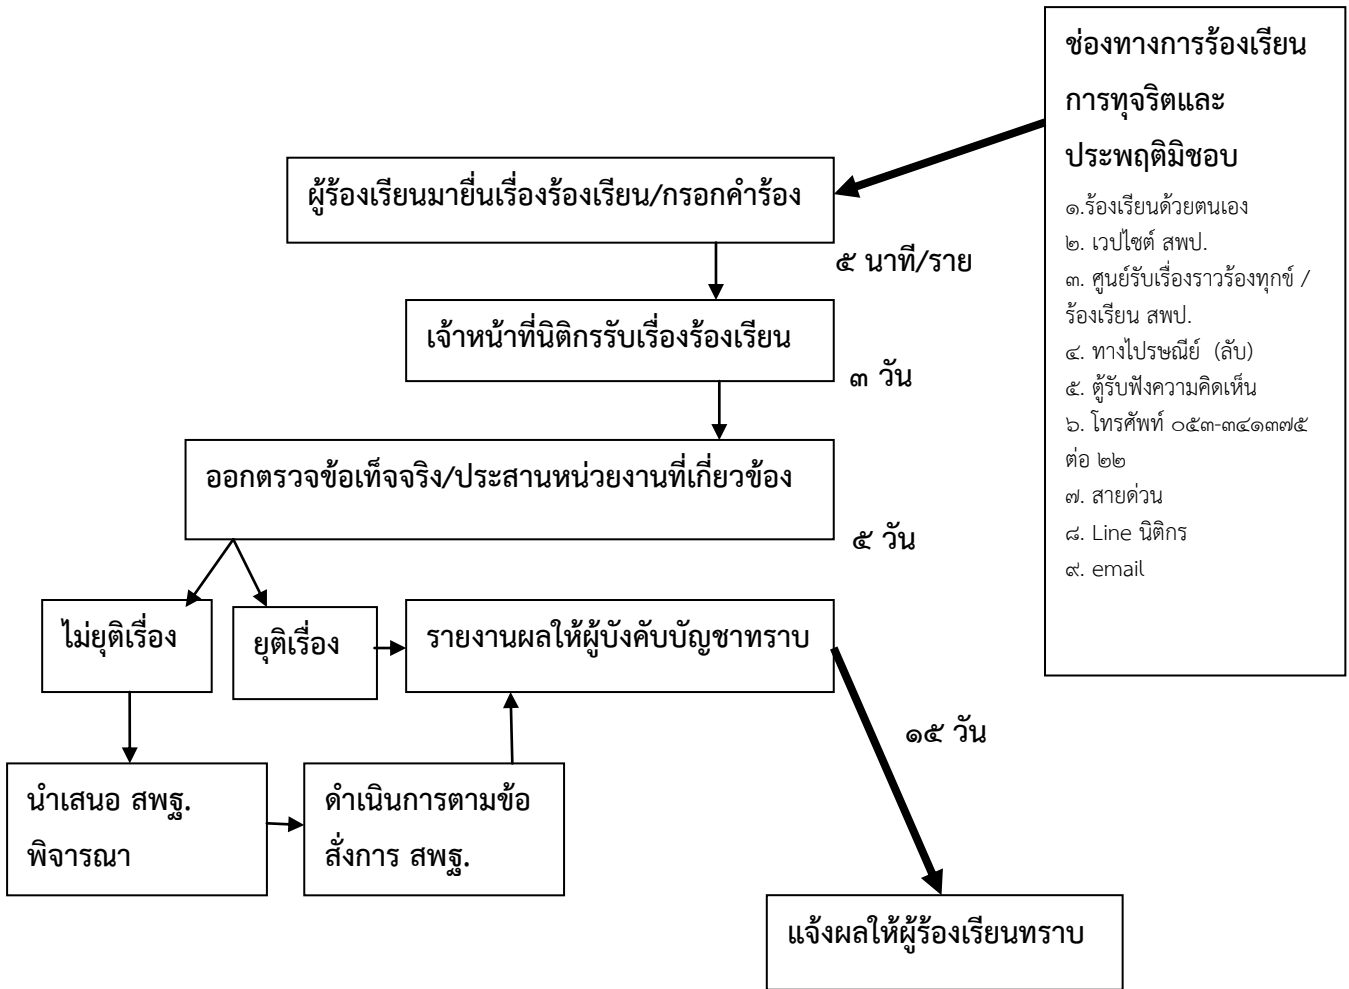 ช่องทางการร้องเรียน
การทุจริตและ
ประพฤติมิชอบ
๑.ร้องเรียนด้วยตนเอง
๒. เวปไซต์ สพป.
๓. ศูนย์รับเรื่องราวร้องทุกข์ /
ร้องเรียน สพป.
๔. ทางไปรษณีย์ (ลับ)
๕. ตู้รับฟังความคิดเห็น
๖. โทรศัพท์ ๐๕๓-๓๔๑๓๗๕
ต่อ ๒๒
๗. สายด่วน
๘. Line นิติกร
๙. email
ผู้ร้องเรียนมายื่นเรื่องร้องเรียน/กรอกคำร้อง
๕ นาที/ราย
เจ้าหน้าที่นิติกรรับเรื่องร้องเรียน
๓ วัน
ออกตรวจข้อเท็จจริง/ประสานหน่วยงานที่เกี่ยวข้อง
๕ วัน
ไม่ยุติเรื่อง
ยุติเรื่อง
รายงานผลให้ผู้บังคับบัญชาทราบ
๑๕ วัน
นำเสนอ สพฐ.
พิจารณา
ดำเนินการตามข้อ
สั่งการ สพฐ.
แจ้งผลให้ผู้ร้องเรียนทราบ